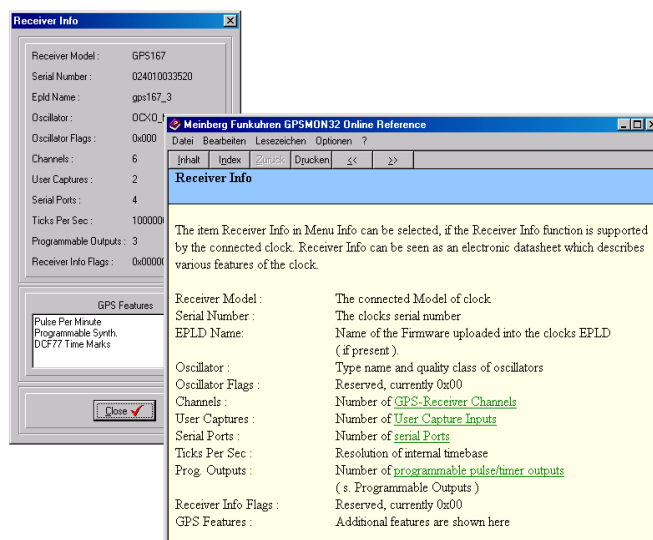 Receiver Info
Receiver Model : GPS167
Serial Number : 024010033520
Epld Name : gps167_3
Oscillator :
Oscillator Flags : 0x000
Channels : 6
User Captures : 2
Serial Ports : 4
Ticks Per Sec :
Programmable Outputs : 3
Receiver Info Flags :
GPS Features
Pulse Per Minute
Programmable Synth.
DCF77 Time Marks
Close
Meinberg Funkuhren GPSMON32 Online Reference
Datei Bearbeiten Lesezeichen Optionen ?
Inhalt Index Zurück Drucken << >>
Receiver Info
The item Receiver Info in Menu Info can be selected, if the Receiver Info function is supported
by the connected clock. Receiver Info can be seen as an electronic datasheet which describes
various features of the clock.
Receiver Model : The connected Model of clock
Serial Number : The clocks serial number
EPLD Name: Name of the Firmware uploaded into the clocks EPLD
( if present ).
Oscillator : Type name and quality class of oscillators
Oscillator Flags : Reserved, currently 0x00
Channels : Number of GPS-Receiver Channels
User Captures : Number of User Capture Inputs
Serial Ports : Number of serial Ports
Ticks Per Sec : Resolution of internal timebase
Prog. Outputs : Number of programmable pulse/timer outputs
( s. Programmable Outputs )
Receiver Info Flags : Reserved, currently 0x00
GPS Features : Additional features are shown here